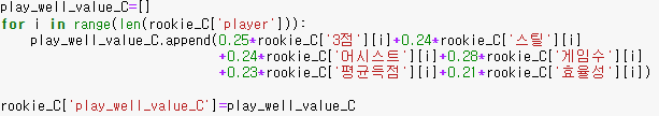 play_well_value_C=[]
for i in range(len(rookie_C['player'])):
    play_well_value_C.append(0.25*rookie_C['3점'][i]+0.24*rookie_C['스틸'][i]
                             +0.24*rookie_C['어시스트'][i]+0.28*rookie_C['게임수'][i]
                             +0.23*rookie_C['평균득점'][i]+0.21*rookie_C['효율성'][i])
rookie_C['play_well_value_C']=play_well_value_C